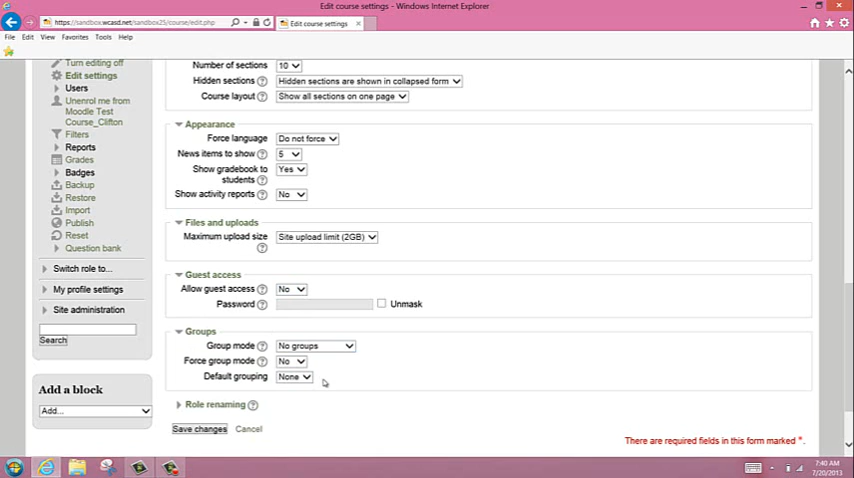 Edit course settings - Windows Internet Explorer
https://sandbox.wcasd.net/sandbox25/course/edit.php
Edit course settings
File Edit View Favorites Tools Help
Turn editing off
Edit settings
Users
Unenrol me from
Moodle Test
Course_Clifton
Filters
Reports
Grades
Badges
Backup
Restore
Import
Publish
Reset
Question bank
Switch role to...
My profile settings
Site administration
Search
Add a block
Add...
Number of sections 10
Hidden sections Hidden sections are shown in collapsed form
Course layout Show all sections on one page
Appearance
Force language Do not force
News items to show 5
Show gradebook to
students Yes
Show activity reports No
Files and uploads
Maximum upload size Site upload limit (2GB)
Guest access
Allow guest access No
Password Unmask
Groups
Group mode No groups
Force group mode No
Default grouping None
Role renaming
Save changes Cancel
There are required fields in this form marked *.
7:40 AM
7/20/2013